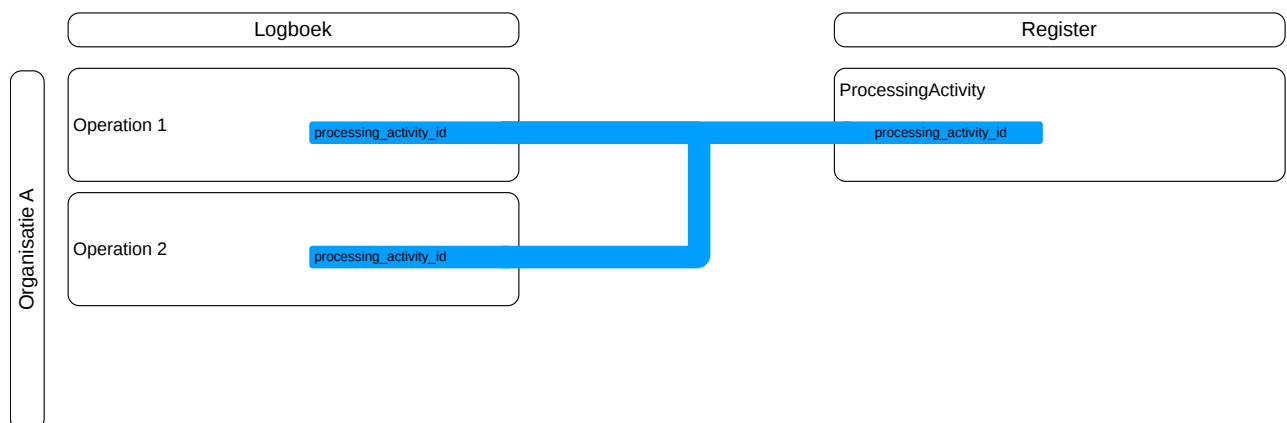 Logboek
Register
Organisatie A
ProcessingActivity
Operation 1
processing_activity_id
processing_activity_id
Operation 2
processing_activity_id